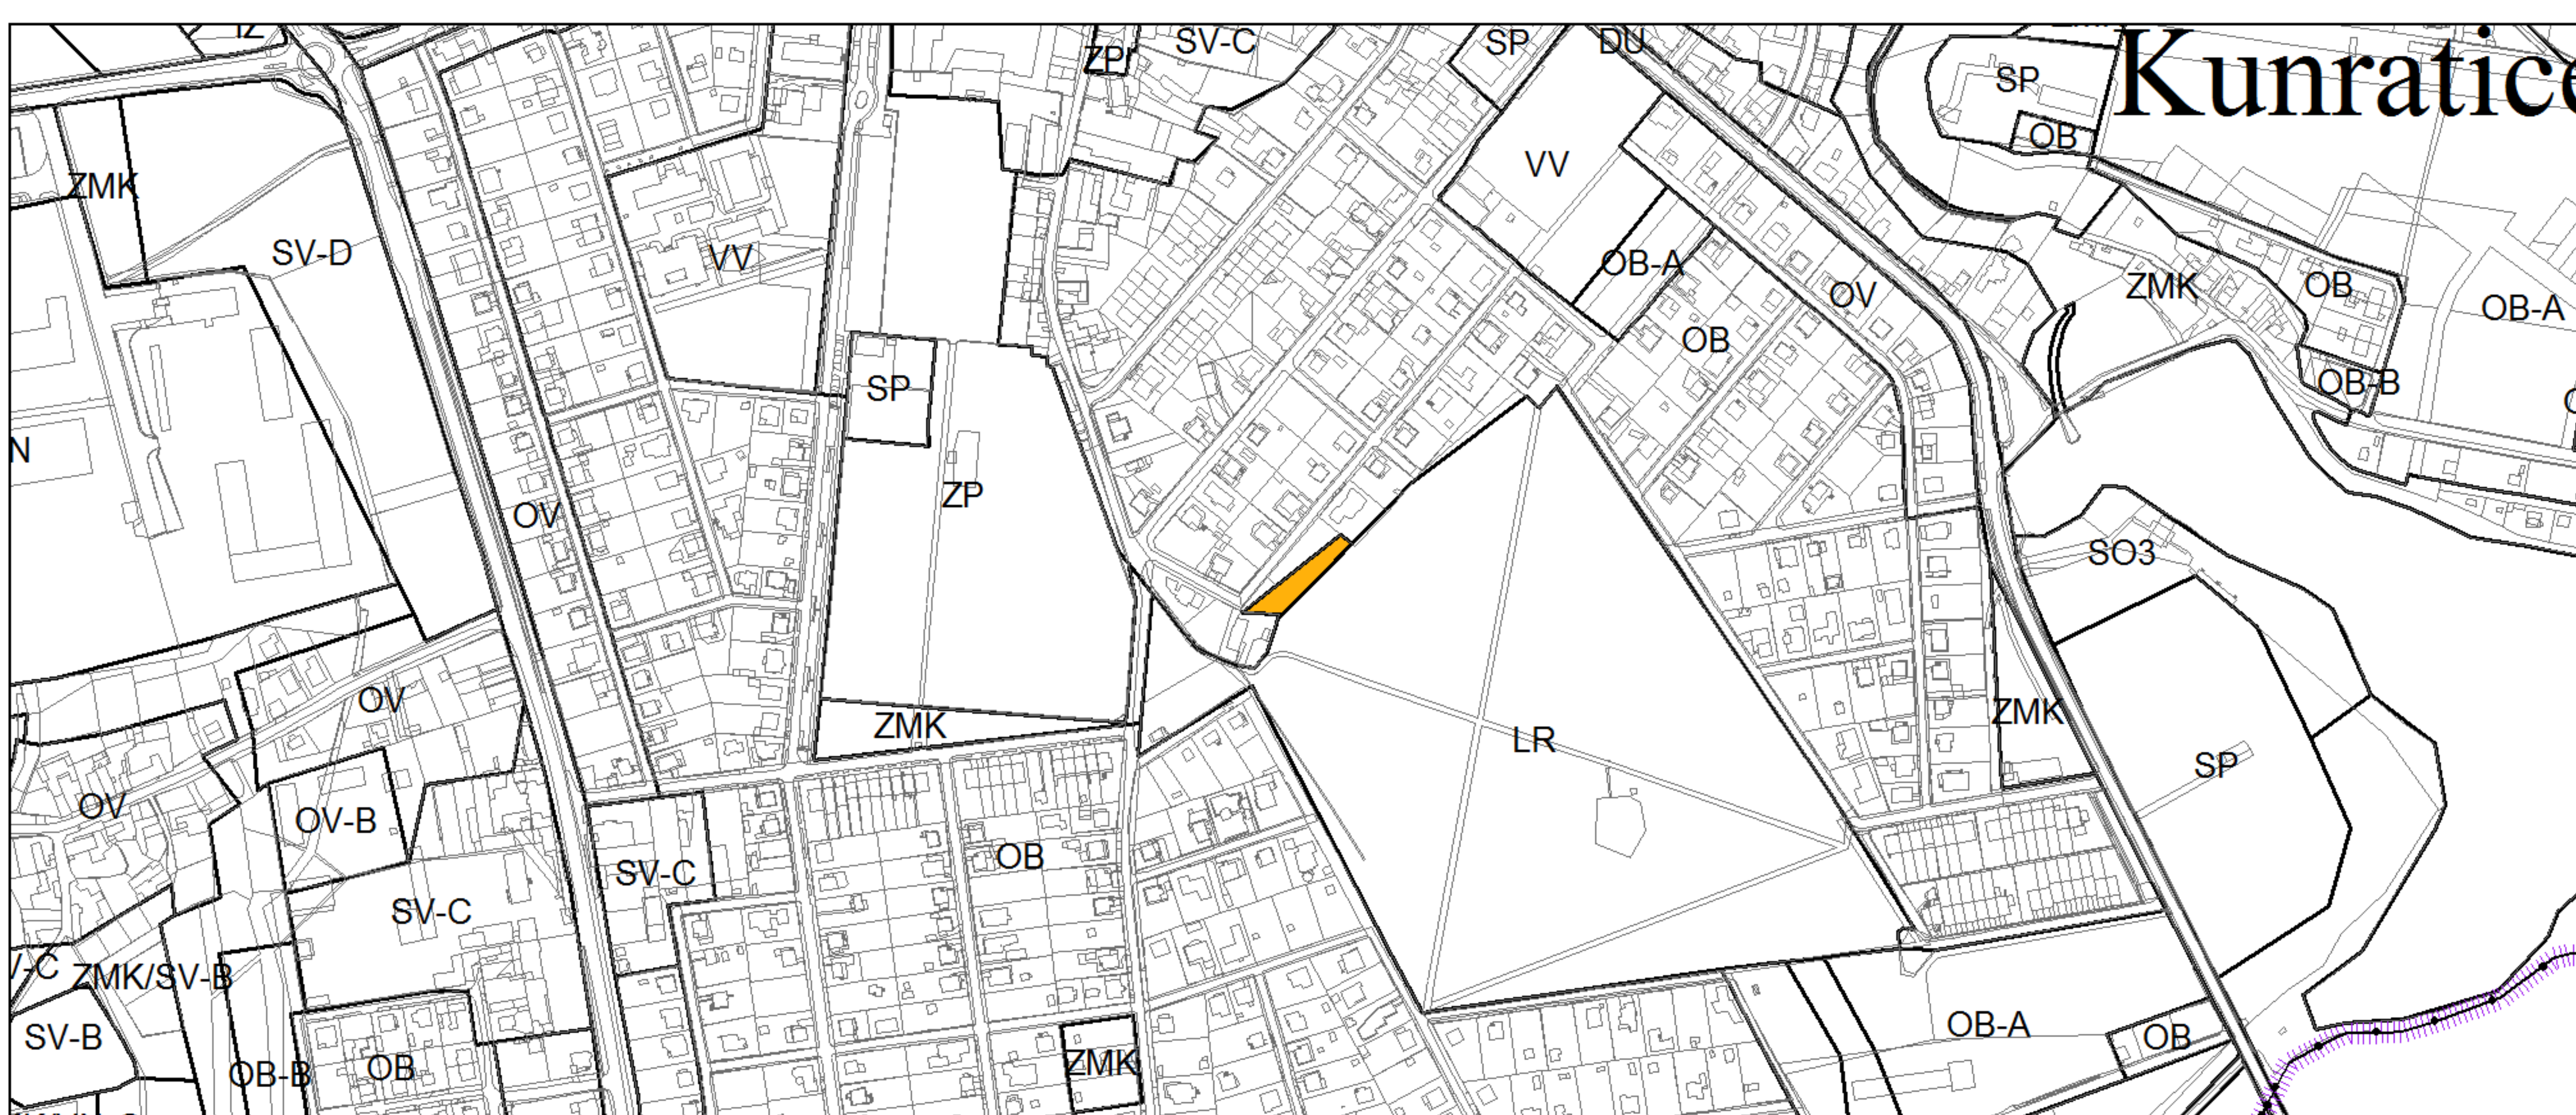 SV-C
SP
DU
ZP
Kunratice
SP
OB
VV
ZMK
SV-D
VV
OB-A
OV
ZMK
OB
OB-A
OB
SP
OB-B
N
ZP
OV
SO3
OV
ZMK
LR
ZMK
SP
OV
OV-B
SV-C
OB
SV-C
V-C
ZMK/SV-B
SV-B
OB-B
OB
ZMK
OB-A
OB